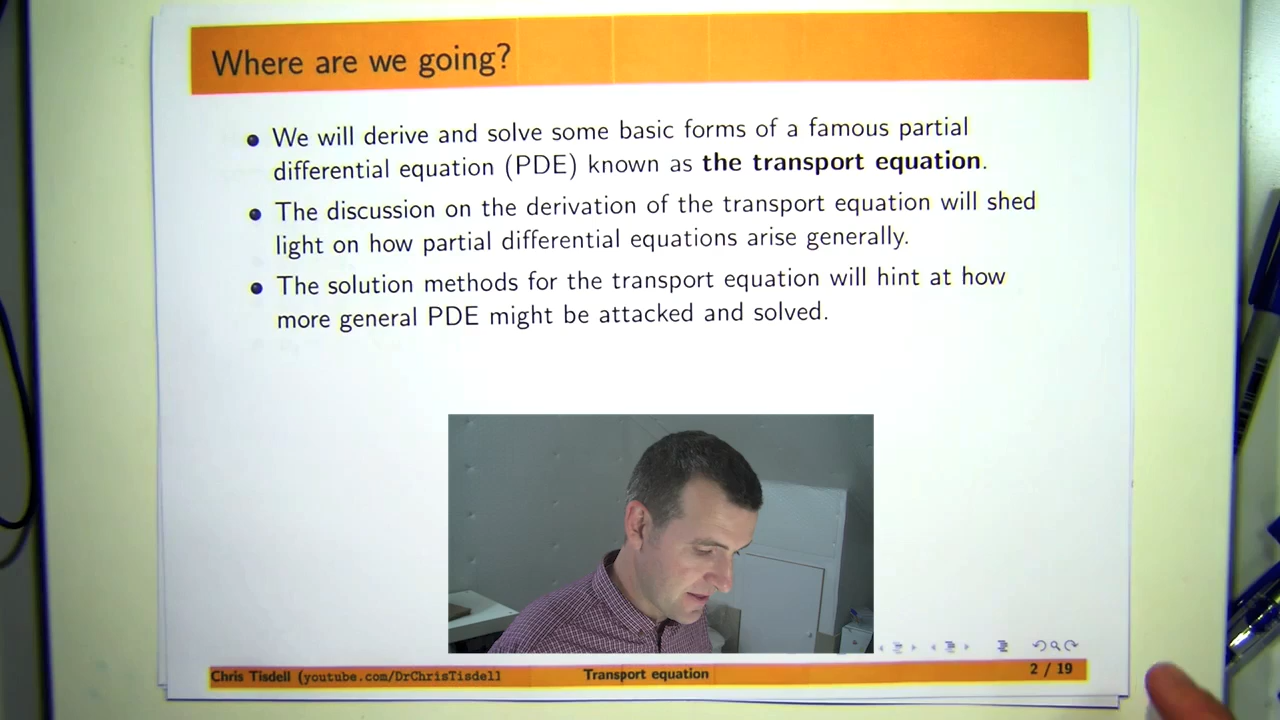 Where are we going?
We will derive and solve some basic forms of a famous partial
differential equation (PDE) known as the transport equation.
The discussion on the derivation of the transport equation will shed
light on how partial differential equations arise generally.
The solution methods for the transport equation will hint at how
more general PDE might be attacked and solved.
Chris Tisdell (youtube.com/DrChrisTisdell
Transport equation
2 / 19